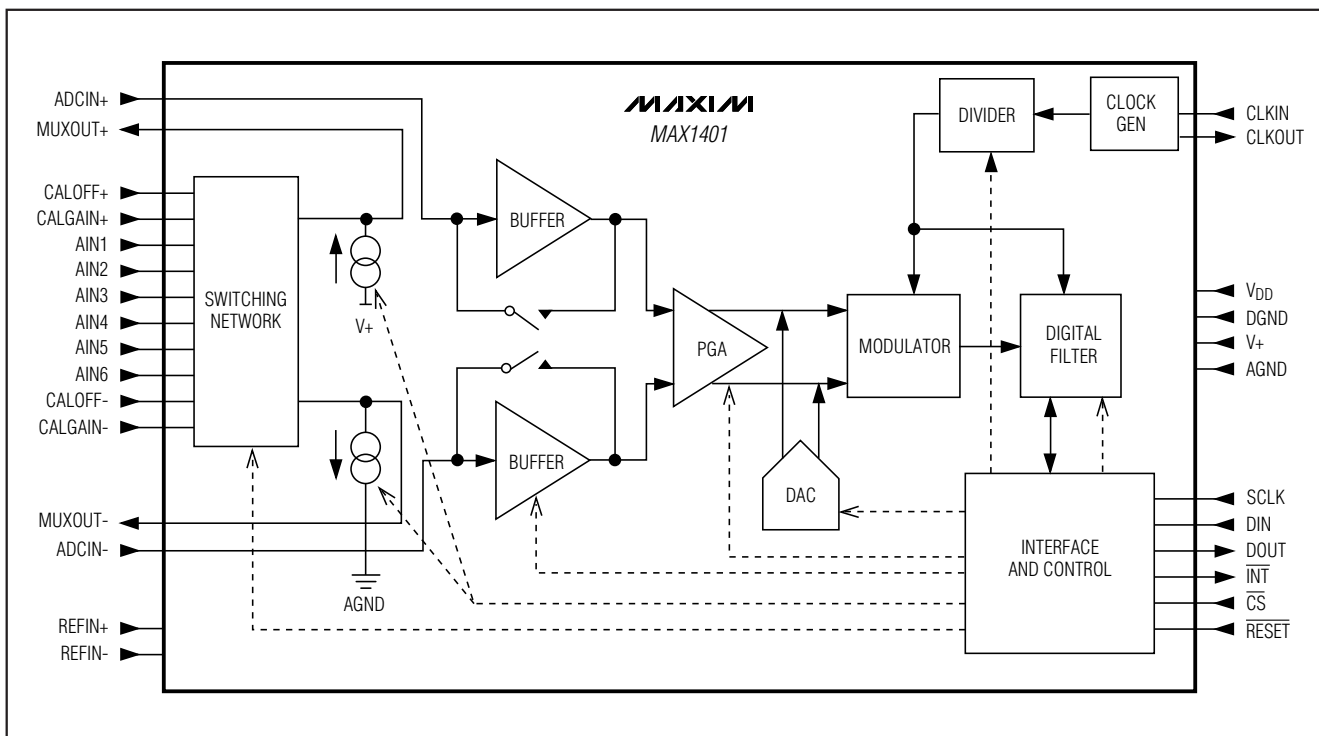 MAXIM
MAX1401
ADCIN+
MUXOUT+
CALOFF+
CALGAIN+
AIN1
AIN2
AIN3
AIN4
AIN5
AIN6
CALOFF-
CALGAIN-
MUXOUT-
ADCIN-
REFIN+
REFIN-
SWITCHING
NETWORK
V+
AGND
BUFFER
BUFFER
PGA
DAC
MODULATOR
DIVIDER
CLOCK
GEN
DIGITAL
FILTER
INTERFACE
AND CONTROL
CLKIN
CLKOUT
VDD
DGND
V+
AGND
SCLK
DIN
DOUT
INT
CS
RESET